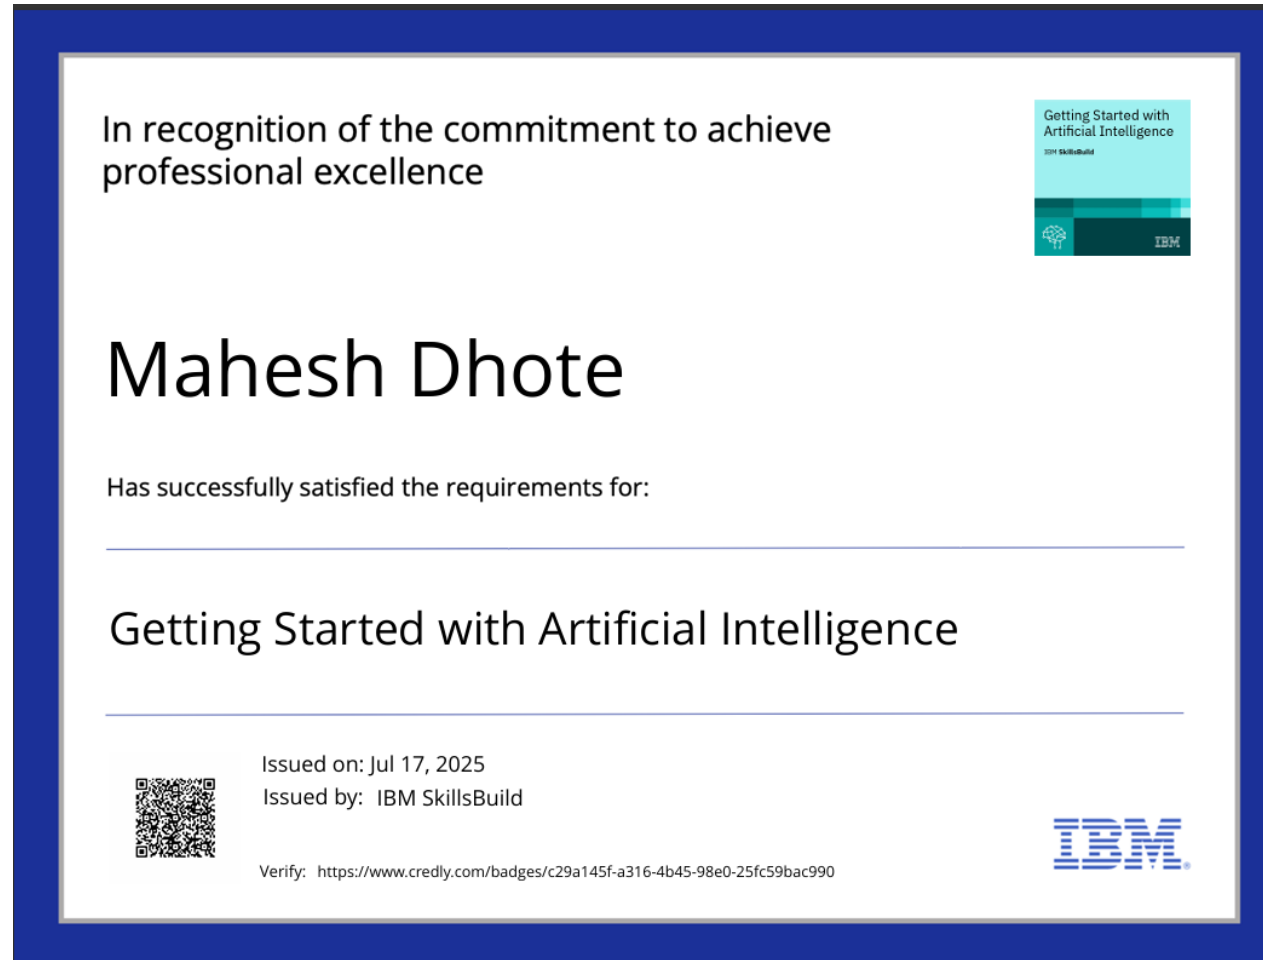 In recognition of the commitment to achieve
professional excellence
Getting Started with
Artificial Intelligence
IBM SkillsBuild
IBM
Mahesh Dhote
Has successfully satisfied the requirements for:
Getting Started with Artificial Intelligence
Issued on: Jul 17, 2025
Issued by: IBM SkillsBuild
Verify: https://www.credly.com/badges/c29a145f-a316-4b45-98e0-25fc59bac990
IBM®